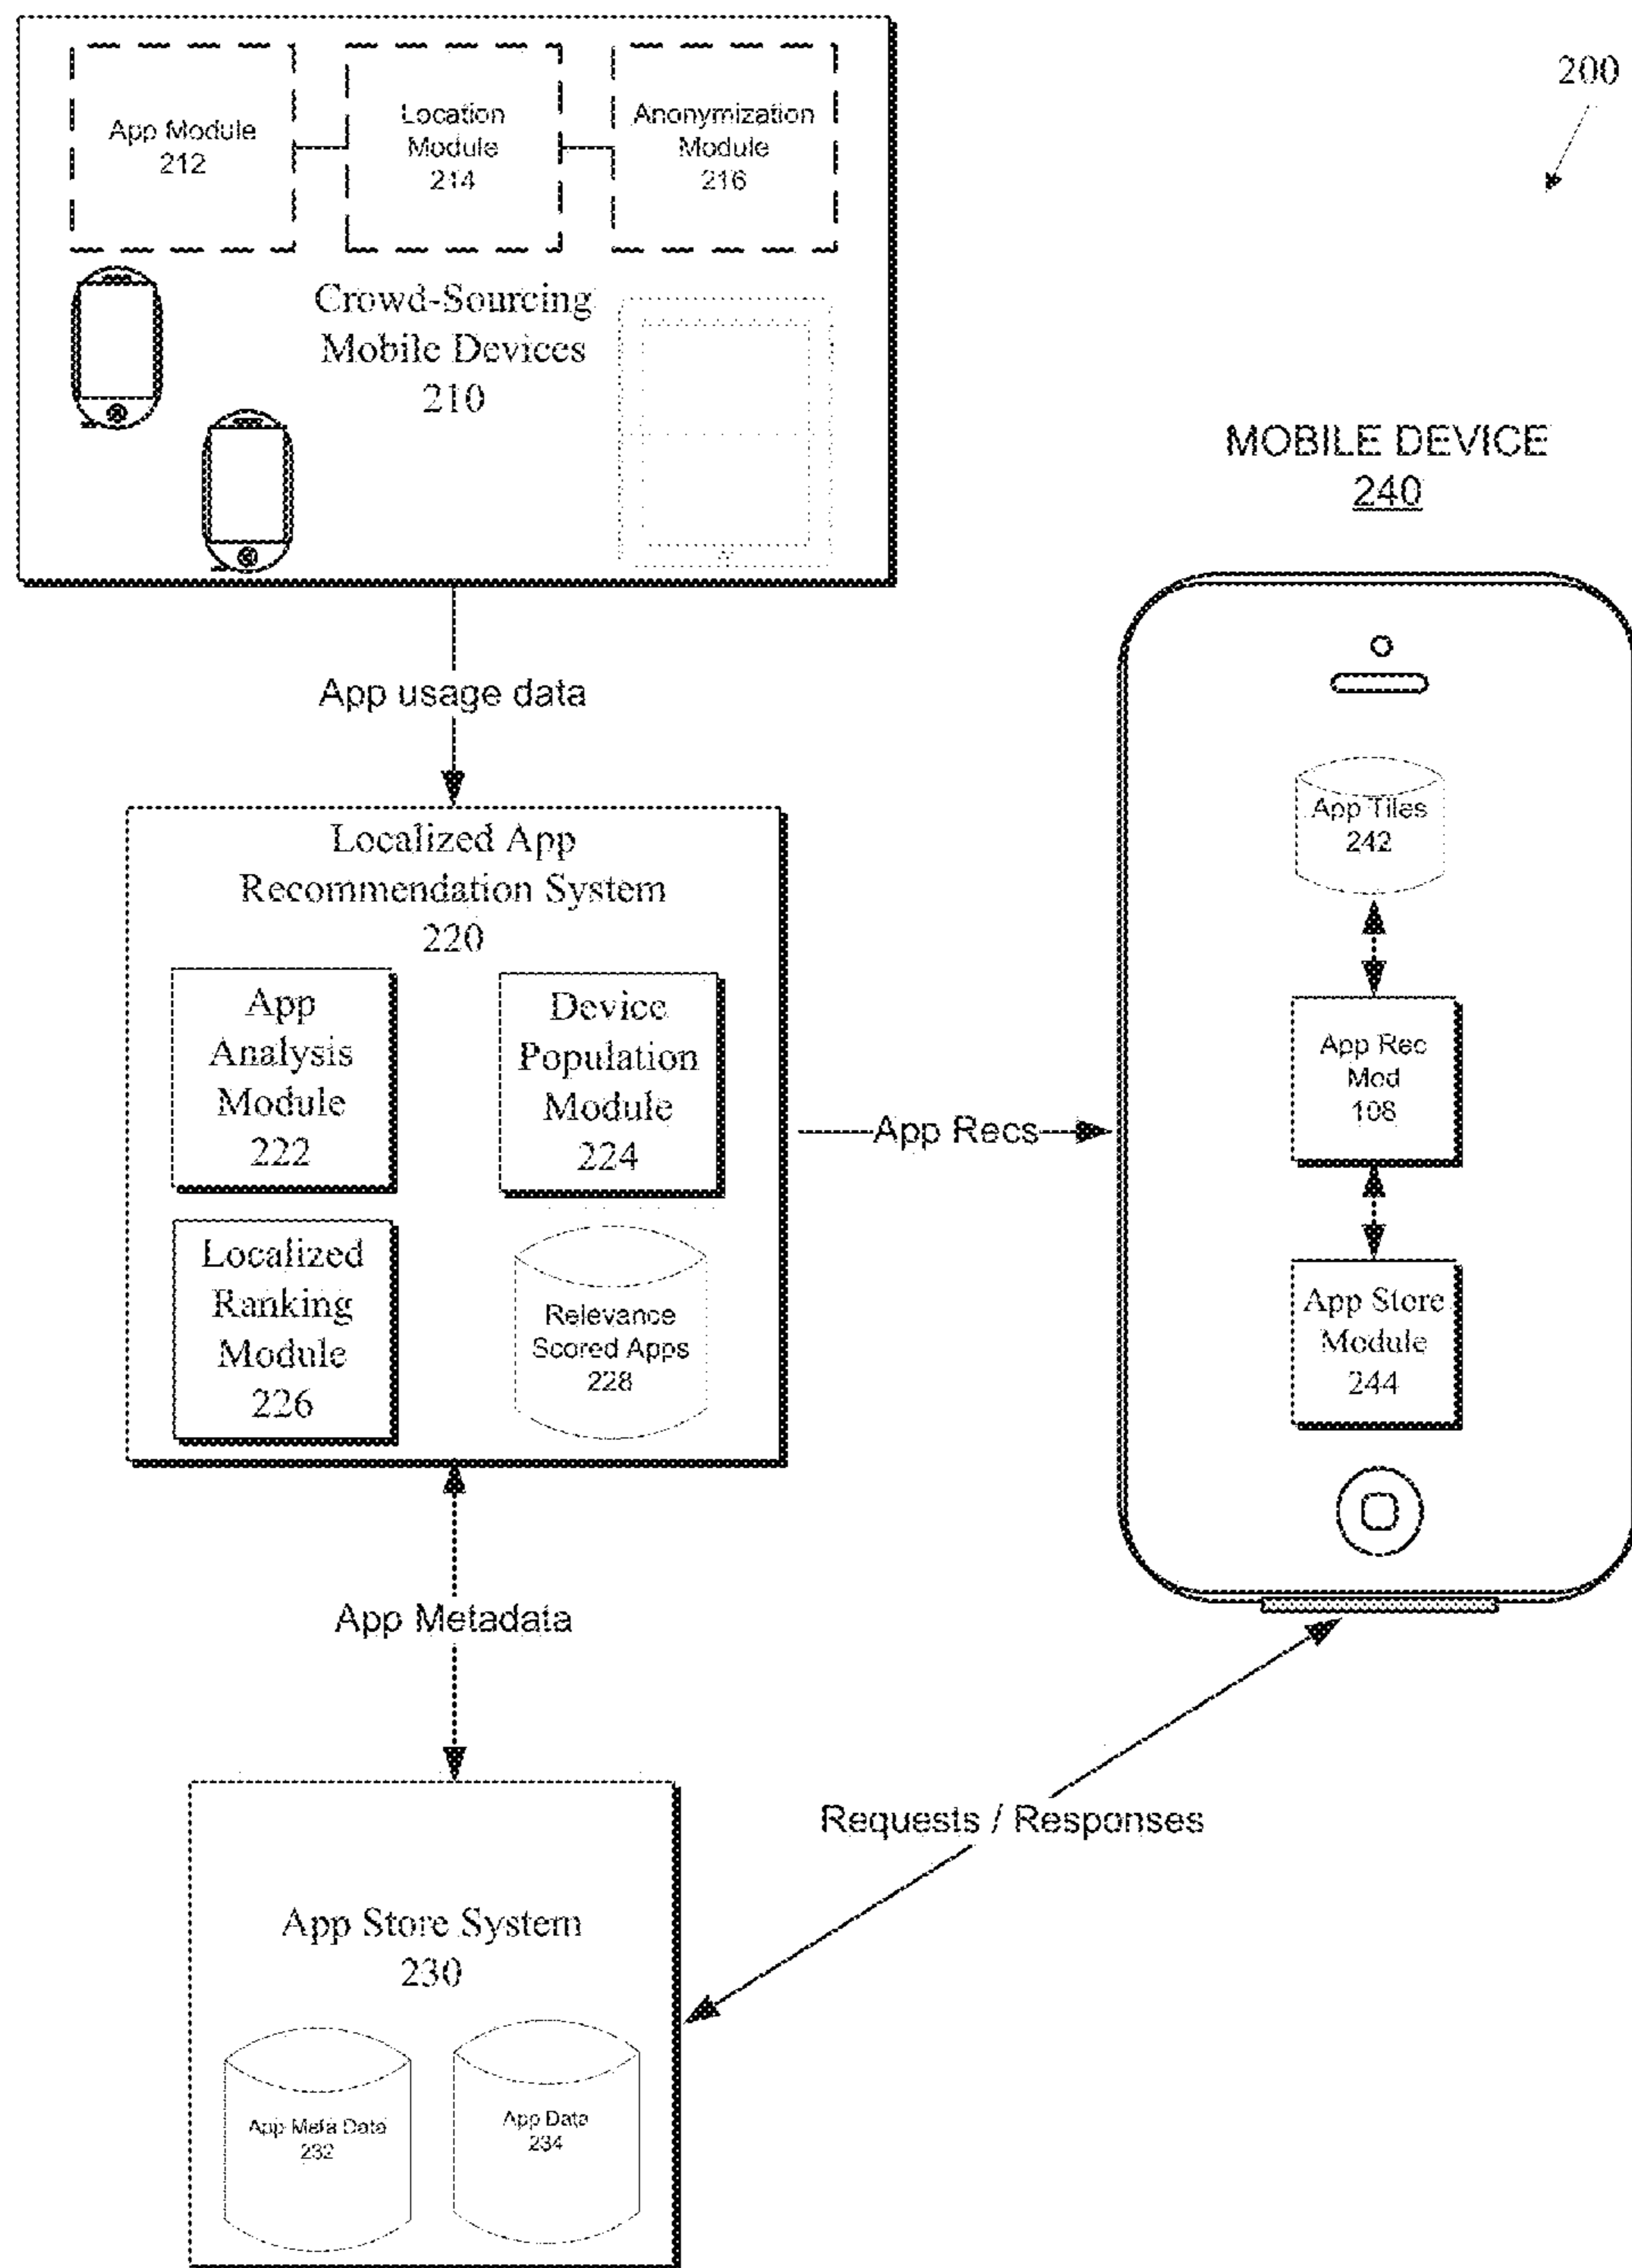 200
App Module
212
Location
Module
214
Anonymization
Module
216
Crowd-Sourcing
Mobile Devices
210
MOBILE DEVICE
240
App usage data
Localized App
Recommendation System
220
App
Analysis
Module
222
Device
Population
Module
224
Localized
Ranking
Module
226
Relevance
Scored Apps
228
App Recs
App Tiles
242
App Rec
Mod
108
App Store
Module
244
App Metadata
Requests / Responses
App Store System
230
App Meta Data
232
App Data
234